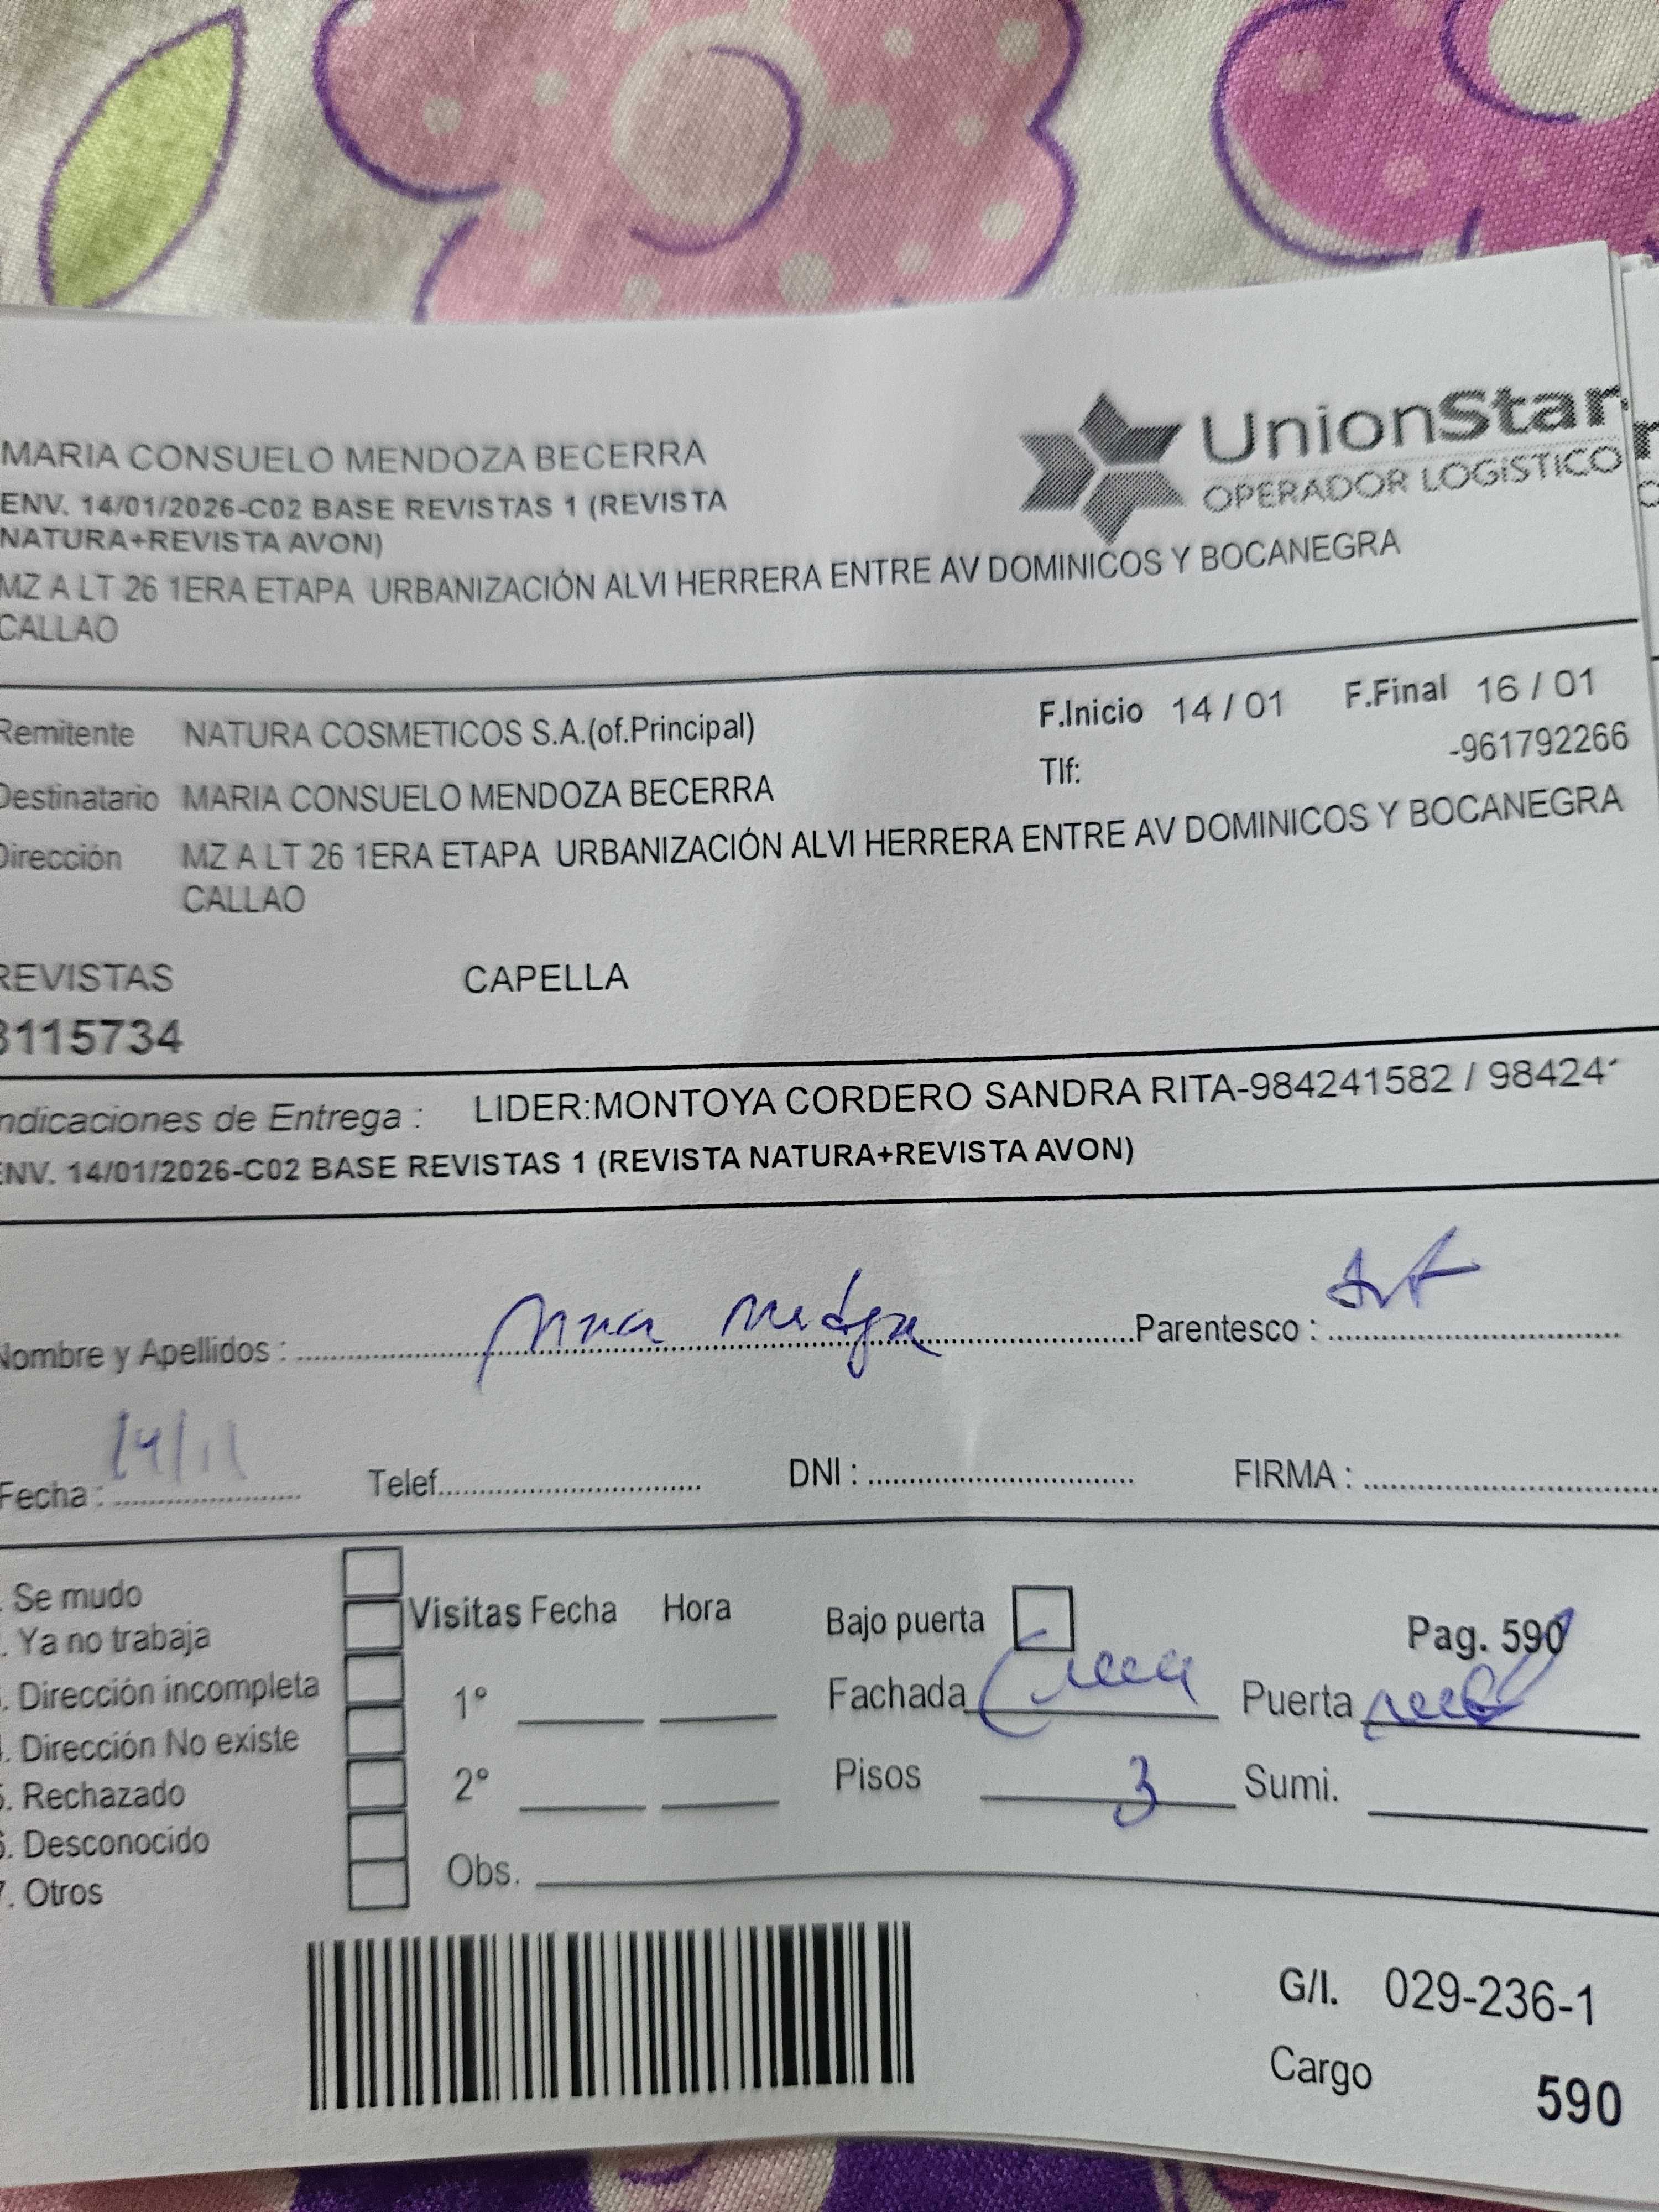 MARIA CONSUELO MENDOZA BECERRA
UnionStar
OPERADOR LOGíSTICO
ENV. 14/01/2026-C02 BASE REVISTAS 1 (REVISTA
NATURA+REVISTA AVON)
MZ A LT 26 1ERA ETAPA URBANIZACIÓN ALVI HERRERA ENTRE AV DOMINICOS Y BOCANEGRA
CALLAO
Remitente NATURA COSMETICOS S.A.(of.Principal) F.Inicio 14 / 01 F.Final 16 / 01
Tlf: -961792266
Destinatario MARIA CONSUELO MENDOZA BECERRA
Dirección MZ A LT 26 1ERA ETAPA URBANIZACIÓN ALVI HERRERA ENTRE AV DOMINICOS Y BOCANEGRA
CALLAO
REVISTAS CAPELLA
115734
ndicaciones de Entrega : LIDER:MONTOYA CORDERO SANDRA RITA-984241582 / 98424
ENV. 14/01/2026-C02 BASE REVISTAS 1 (REVISTA NATURA+REVISTA AVON)
Nombre y Apellidos : Parentesco :
Fecha : 14/ Telef. DNI : FIRMA :
. Se mudo
. Ya no trabaja
. Dirección incompleta
. Dirección No existe
5. Rechazado
6. Desconocido
7. Otros
Visitas Fecha Hora
1°
2°
Obs.
Bajo puerta Pag. 590
Fachada Puerta
Pisos 3 Sumi.
G/I. 029-236-1
Cargo 590